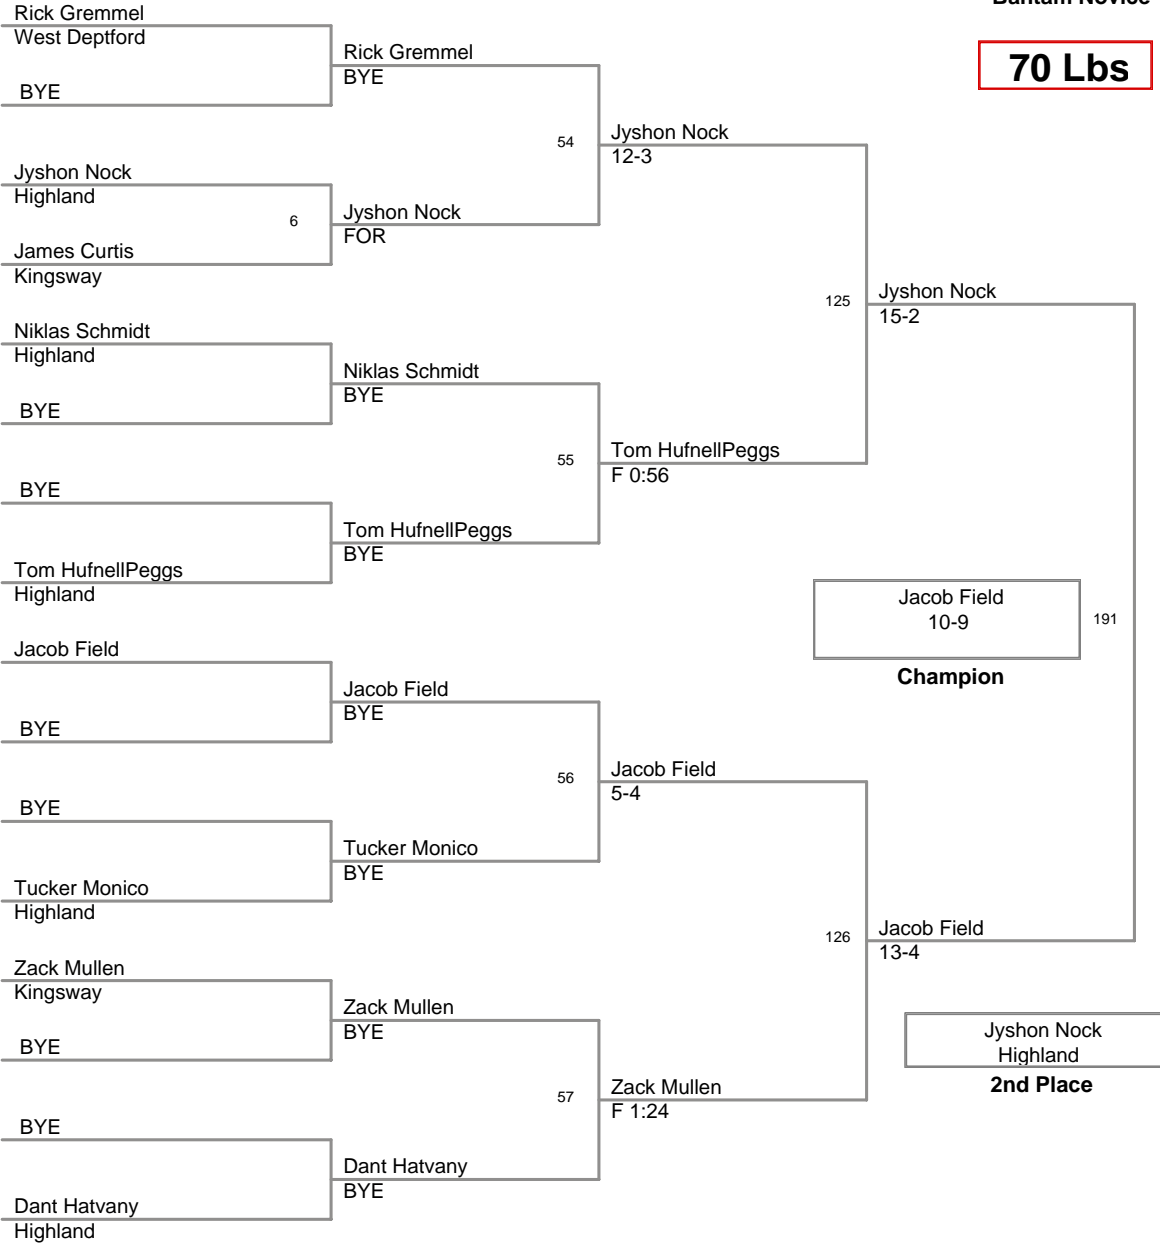 Bantam Novice
70 Lbs
Rick Gremmel
West Deptford
BYE
Jyshon Nock
Highland
6
James Curtis
Kingsway
Niklas Schmidt
Highland
BYE
BYE
Tom HufnellPeggs
Highland
Jacob Field
BYE
BYE
Tucker Monico
Highland
Zack Mullen
Kingsway
BYE
BYE
Dant Hatvany
Highland
Rick Gremmel
BYE
54
Jyshon Nock
FOR
Niklas Schmidt
BYE
55
Tom HufnellPeggs
BYE
Jacob Field
BYE
56
Tucker Monico
BYE
Zack Mullen
BYE
57
Dant Hatvany
BYE
Jyshon Nock
12-3
125
Tom HufnellPeggs
F 0:56
Jacob Field
5-4
126
Zack Mullen
F 1:24
Jyshon Nock
15-2
Jacob Field
10-9
191
Champion
Jacob Field
13-4
Jyshon Nock
Highland
2nd Place